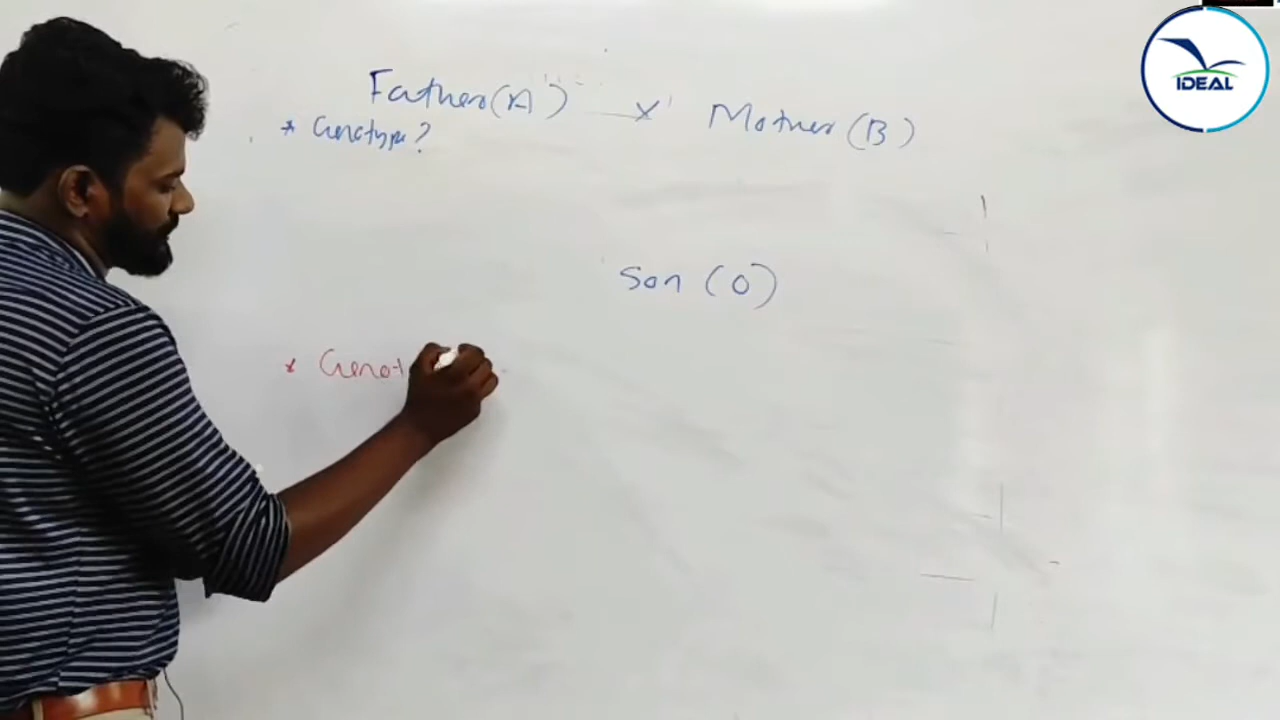 IDEAL
Father (A) × Mother (B)
* Genotype?
Son (O)
* Genot